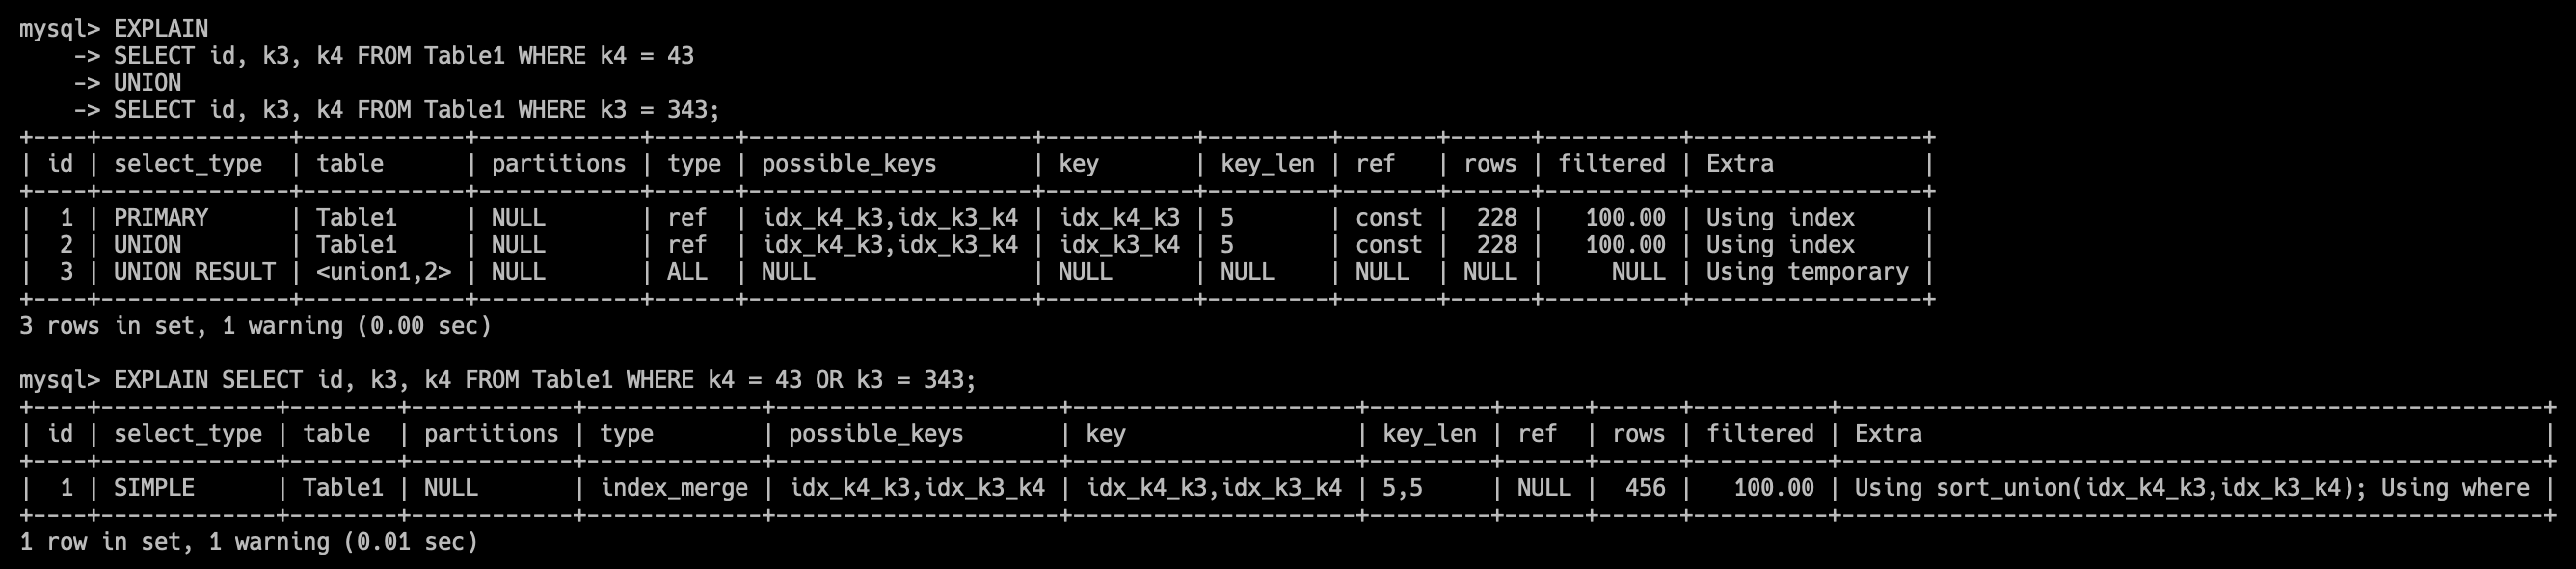 mysql> EXPLAIN
    -> SELECT id, k3, k4 FROM Table1 WHERE k4 = 43
    -> UNION
    -> SELECT id, k3, k4 FROM Table1 WHERE k3 = 343;
+----+--------------+------------+------------+------+---------------------+-----------+---------+-------+------+----------+-----------------+
| id | select_type  | table      | partitions | type | possible_keys       | key       | key_len | ref   | rows | filtered | Extra           |
+----+--------------+------------+------------+------+---------------------+-----------+---------+-------+------+----------+-----------------+
|  1 | PRIMARY      | Table1     | NULL       | ref  | idx_k4_k3,idx_k3_k4 | idx_k4_k3 | 5       | const |  228 |   100.00 | Using index     |
|  2 | UNION        | Table1     | NULL       | ref  | idx_k4_k3,idx_k3_k4 | idx_k3_k4 | 5       | const |  228 |   100.00 | Using index     |
|  3 | UNION RESULT | <union1,2> | NULL       | ALL  | NULL                | NULL      | NULL    | NULL  | NULL |     NULL | Using temporary |
+----+--------------+------------+------------+------+---------------------+-----------+---------+-------+------+----------+-----------------+
3 rows in set, 1 warning (0.00 sec)

mysql> EXPLAIN SELECT id, k3, k4 FROM Table1 WHERE k4 = 43 OR k3 = 343;
+----+-------------+--------+------------+-------------+---------------------+---------------------+---------+------+------+----------+----------------------------------------------------+
| id | select_type | table  | partitions | type        | possible_keys       | key                 | key_len | ref  | rows | filtered | Extra                                              |
+----+-------------+--------+------------+-------------+---------------------+---------------------+---------+------+------+----------+----------------------------------------------------+
|  1 | SIMPLE      | Table1 | NULL       | index_merge | idx_k4_k3,idx_k3_k4 | idx_k4_k3,idx_k3_k4 | 5,5     | NULL |  456 |   100.00 | Using sort_union(idx_k4_k3,idx_k3_k4); Using where |
+----+-------------+--------+------------+-------------+---------------------+---------------------+---------+------+------+----------+----------------------------------------------------+
1 row in set, 1 warning (0.01 sec)